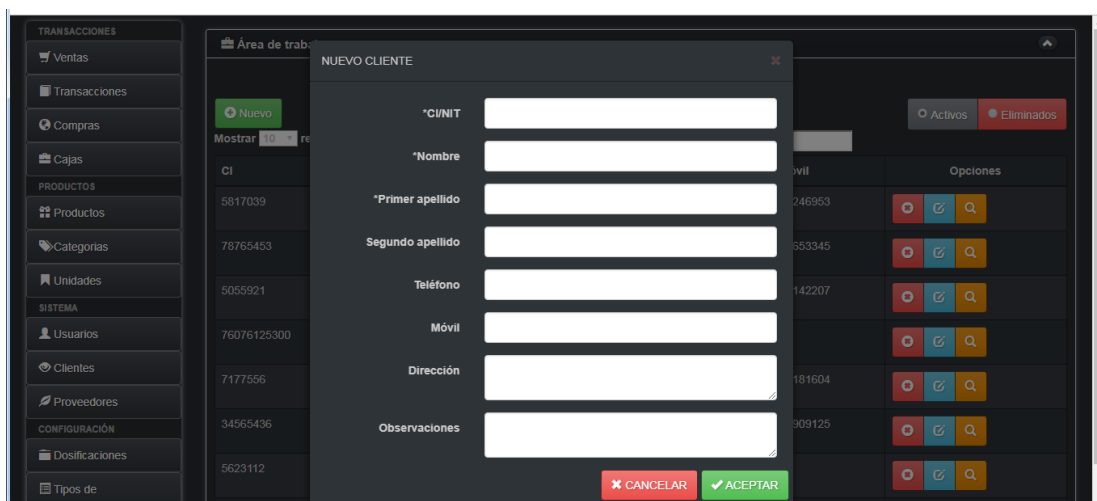 TRANSACCIONES
Ventas
Transacciones
Compras
Cajas
PRODUCTOS
Productos
Categorias
Unidades
SISTEMA
Usuarios
Clientes
Proveedores
CONFIGURACIÓN
Dosificaciones
Tipos de
Área de trab
Nuevo
Activos
Eliminados
Mostrar 10 re
CI
óvil
Opciones
5817039
246953
78765453
653345
5055921
142207
76076125300
7177556
181604
34565436
909125
5623112
NUEVO CLIENTE
*CI/NIT
*Nombre
*Primer apellido
Segundo apellido
Teléfono
Móvil
Dirección
Observaciones
CANCELAR
ACEPTAR